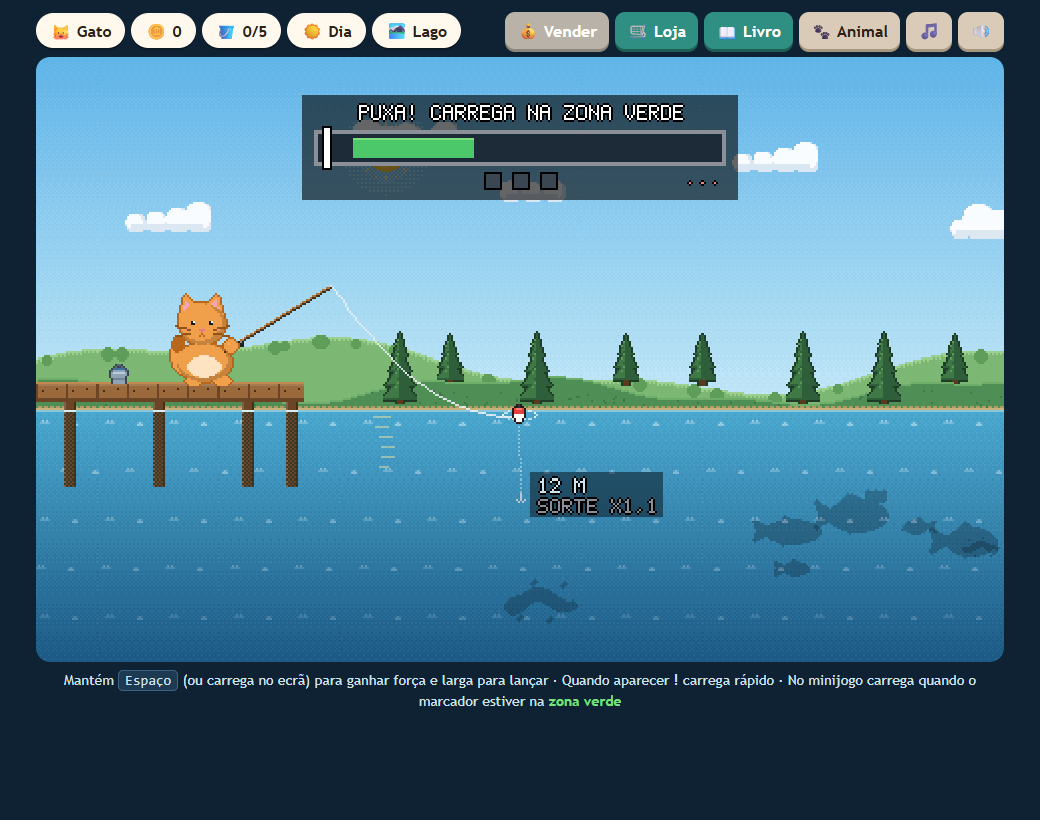 Gato
0
0/5
Dia
Lago
Vender
Loja
Livro
Animal
PUXA! CARREGA NA ZONA VERDE
12 M
SORTE X1,1
Mantém Espaço (ou carrega no ecrã) para ganhar força e larga para lançar · Quando aparecer ! carrega rápido · No minijogo carrega quando o
marcador estiver na zona verde